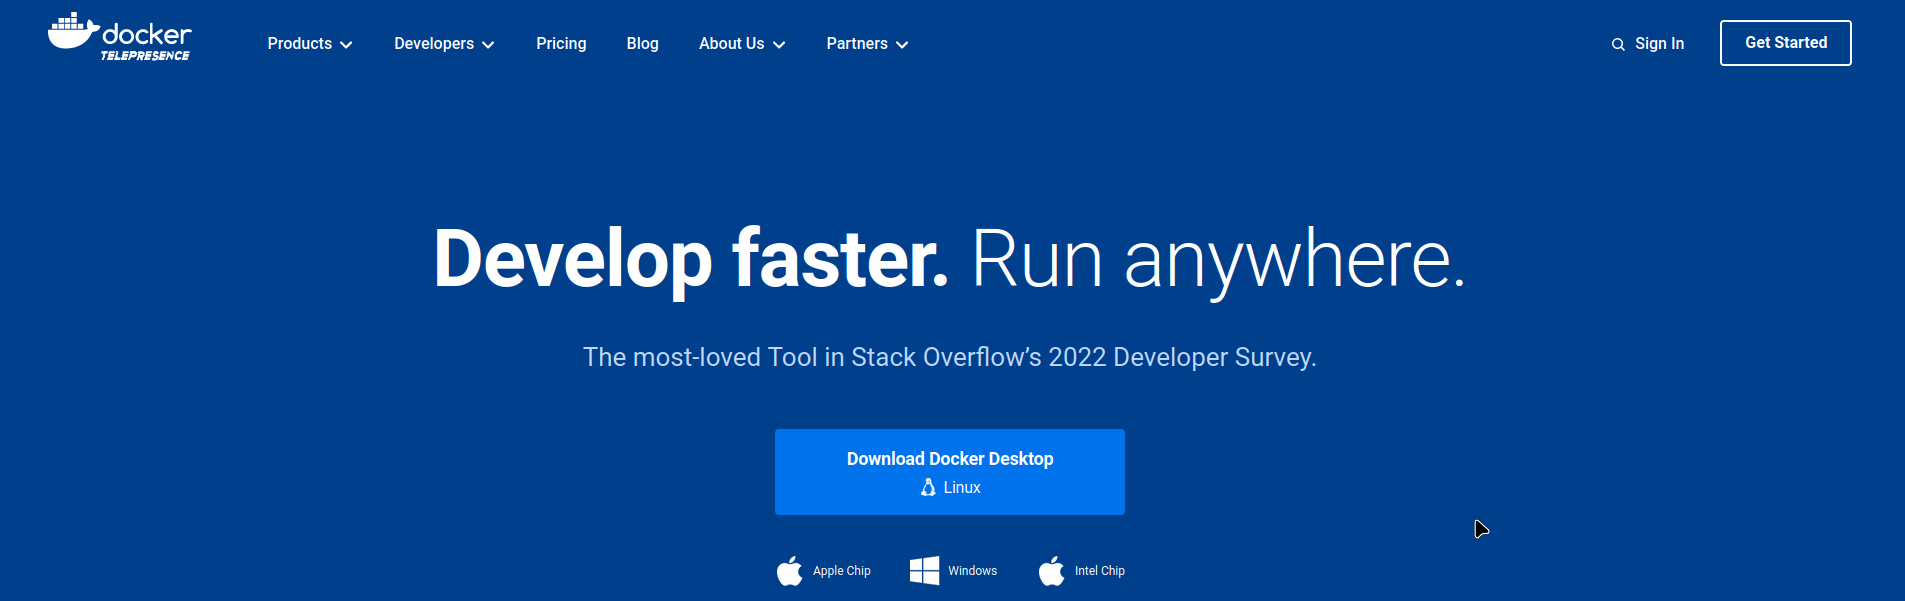 docker
TELEPRESENCE
Products Developers Pricing Blog About Us Partners Sign In Get Started
Develop faster. Run anywhere.
The most-loved Tool in Stack Overflow’s 2022 Developer Survey.
Download Docker Desktop
Linux
Apple Chip Windows Intel Chip